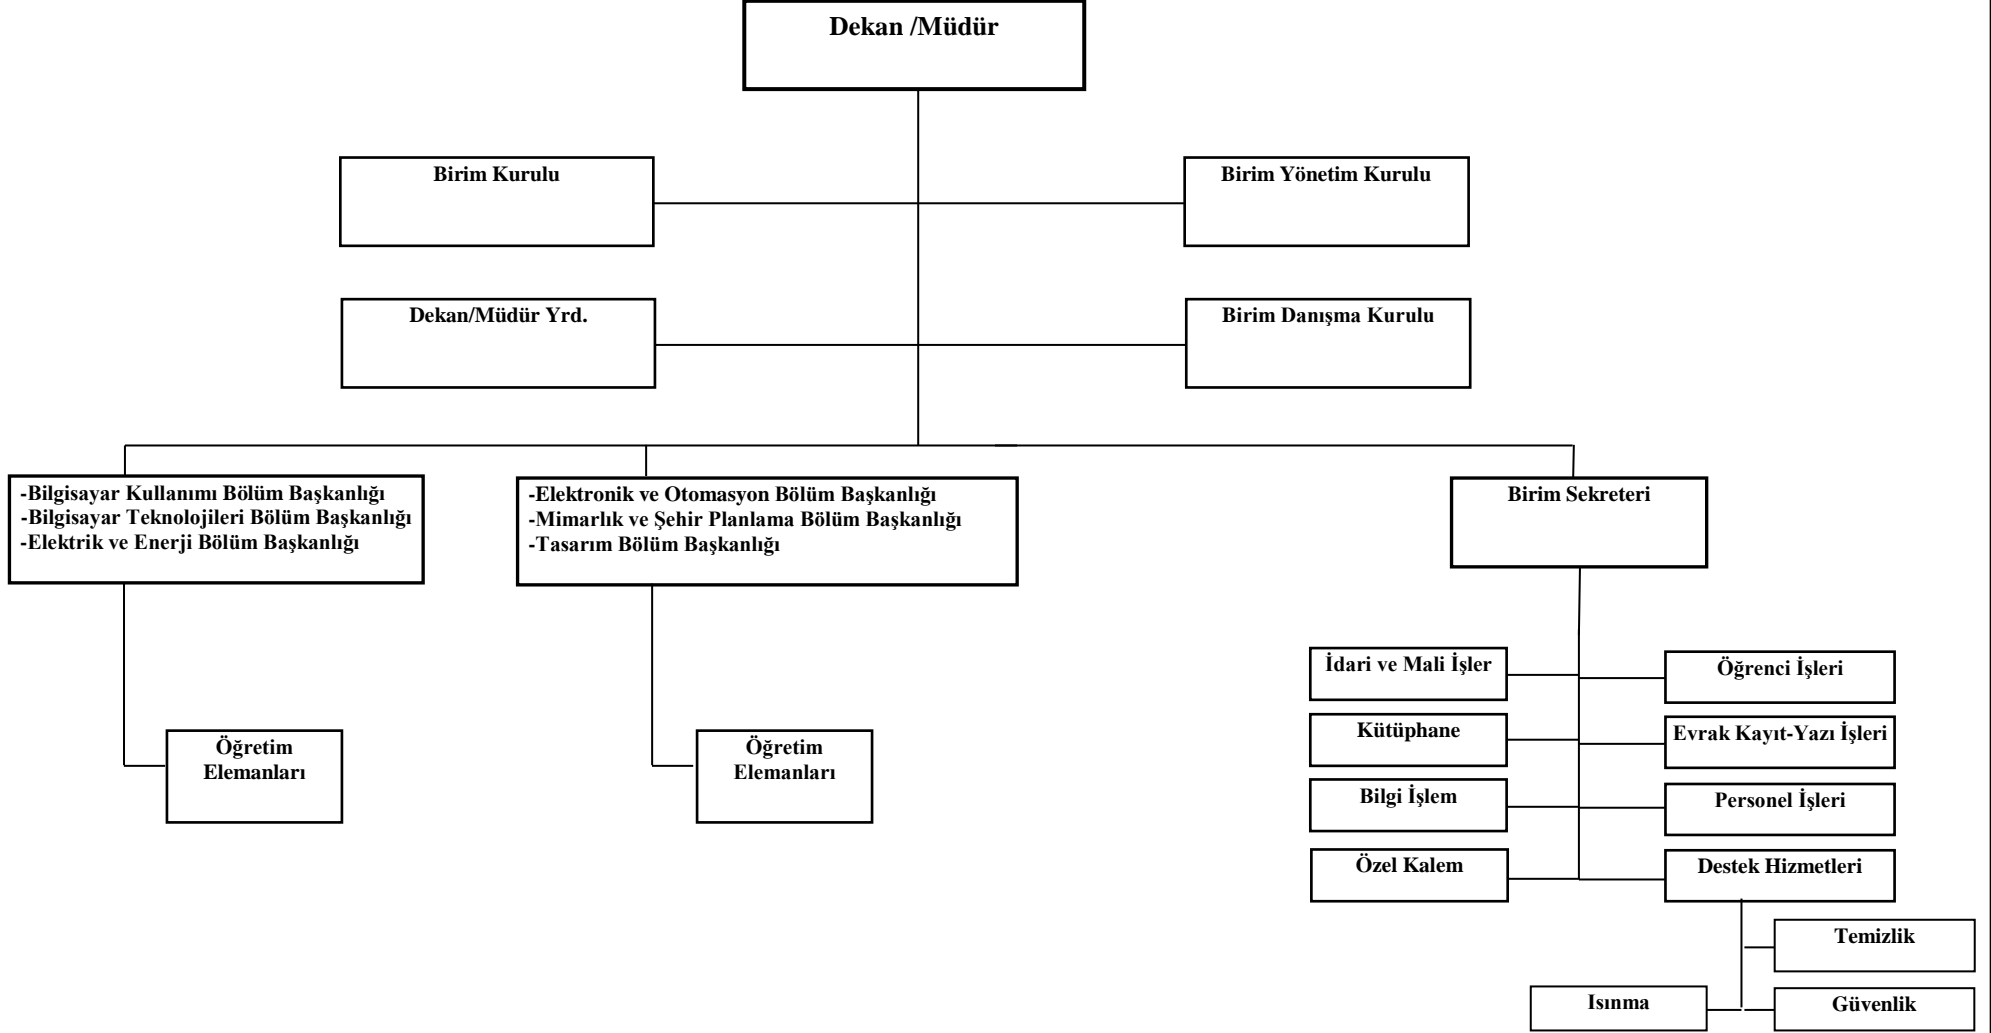 Dekan /Müdür
Birim Kurulu
Birim Yönetim Kurulu
Dekan/Müdür Yrd.
Birim Danışma Kurulu
-Bilgisayar Kullanımı Bölüm Başkanlığı
-Bilgisayar Teknolojileri Bölüm Başkanlığı
-Elektrik ve Enerji Bölüm Başkanlığı
-Elektronik ve Otomasyon Bölüm Başkanlığı
-Mimarlık ve Şehir Planlama Bölüm Başkanlığı
-Tasarım Bölüm Başkanlığı
Birim Sekreteri
Öğretim
Elemanları
Öğretim
Elemanları
İdari ve Mali İşler
Öğrenci İşleri
Kütüphane
Evrak Kayıt-Yazı İşleri
Bilgi İşlem
Personel İşleri
Özel Kalem
Destek Hizmetleri
Temizlik
Isınma
Güvenlik